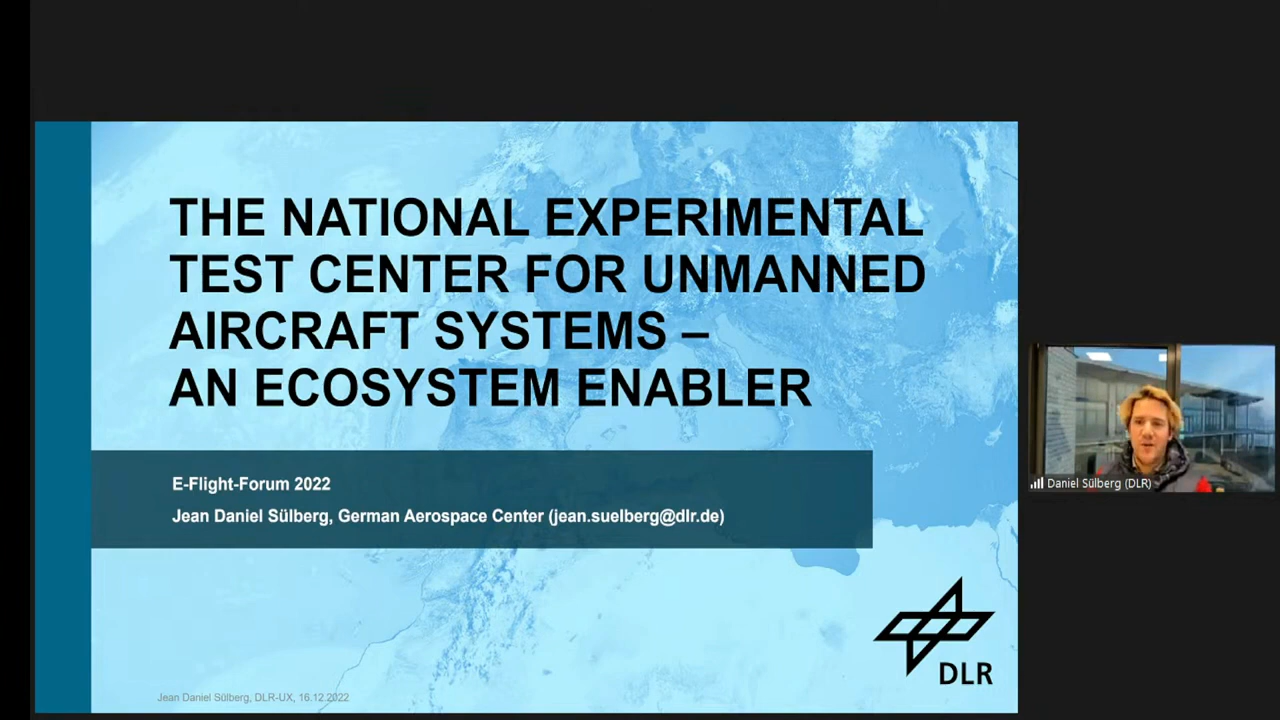 THE NATIONAL EXPERIMENTAL
TEST CENTER FOR UNMANNED
AIRCRAFT SYSTEMS –
AN ECOSYSTEM ENABLER
E-Flight-Forum 2022
Jean Daniel Sülberg, German Aerospace Center (jean.suelberg@dlr.de)
DLR
Jean Daniel Sülberg, DLR-UX, 16.12.2022
Daniel Sülberg (DLR)